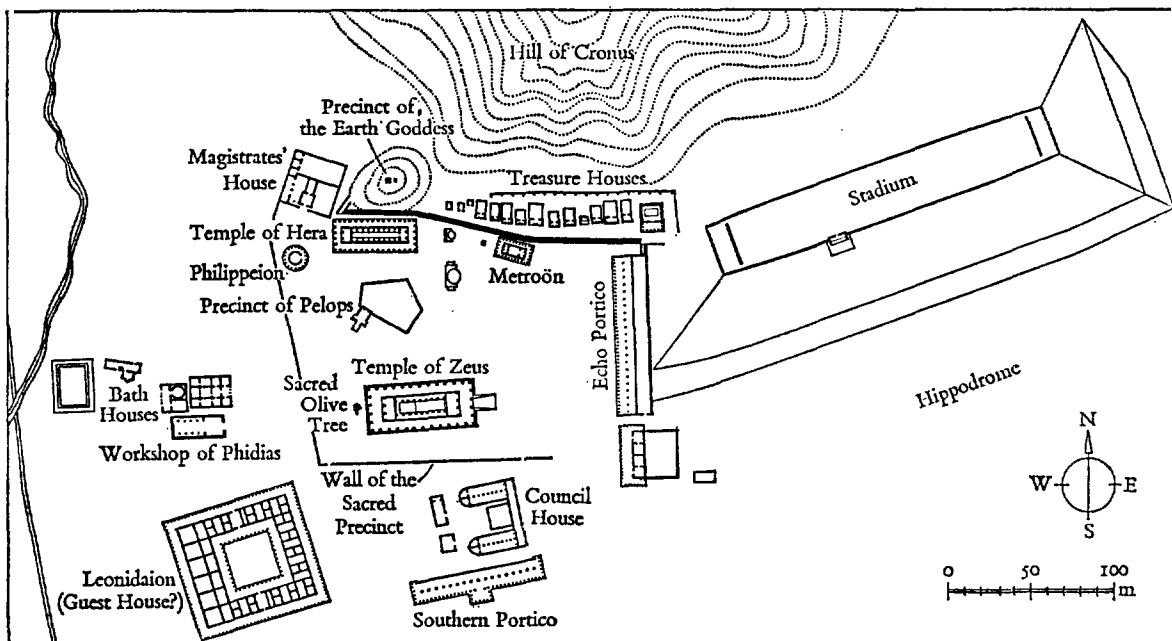 Hill of Cronus
Precinct of
the Earth Goddess
Magistrates'
House
Treasure Houses
Stadium
Temple of Hera
Philippeion
Metroön
Precinct of Pelops
Echo Portico
Temple of Zeus
Sacred
Olive
Tree
Bath
Houses
Hippodrome
Workshop of Phidias
Wall of the
Sacred
Precinct
Council
House
N
W
E
S
Leonidaion
(Guest House?)
Southern Portico
0 50 100
m